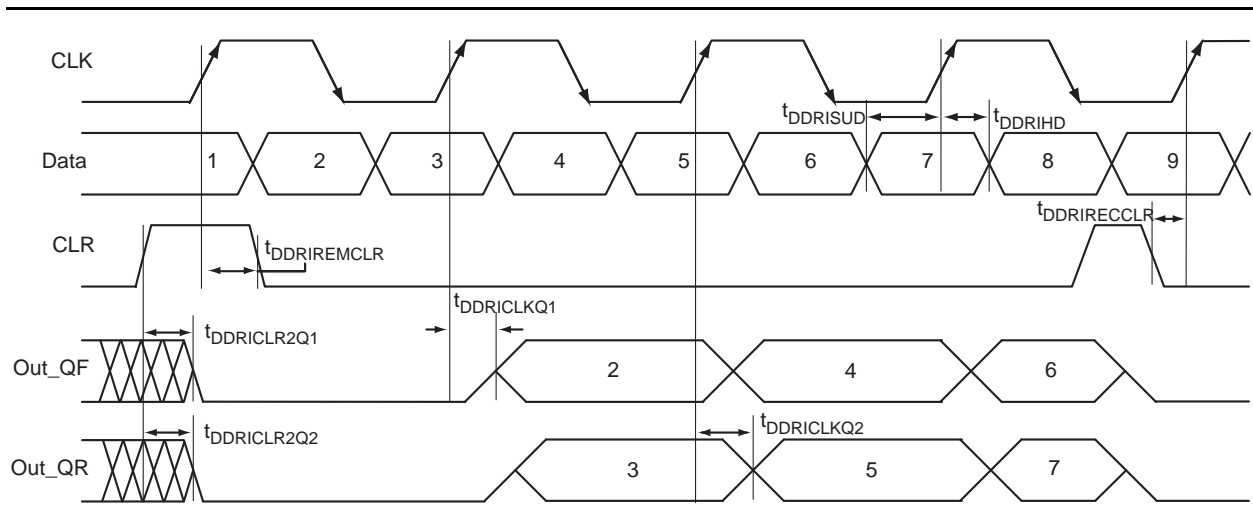 CLK
tDDRISUD
tDDRIHD
Data 1 2 3 4 5 6 7 8 9
tDDRIRECCLR
CLR
tDDRIREMCLR
tDDRICLKQ1
tDDRICLR2Q1
Out_QF 2 4 6
tDDRICLR2Q2
tDDRICLKQ2
Out_QR 3 5 7